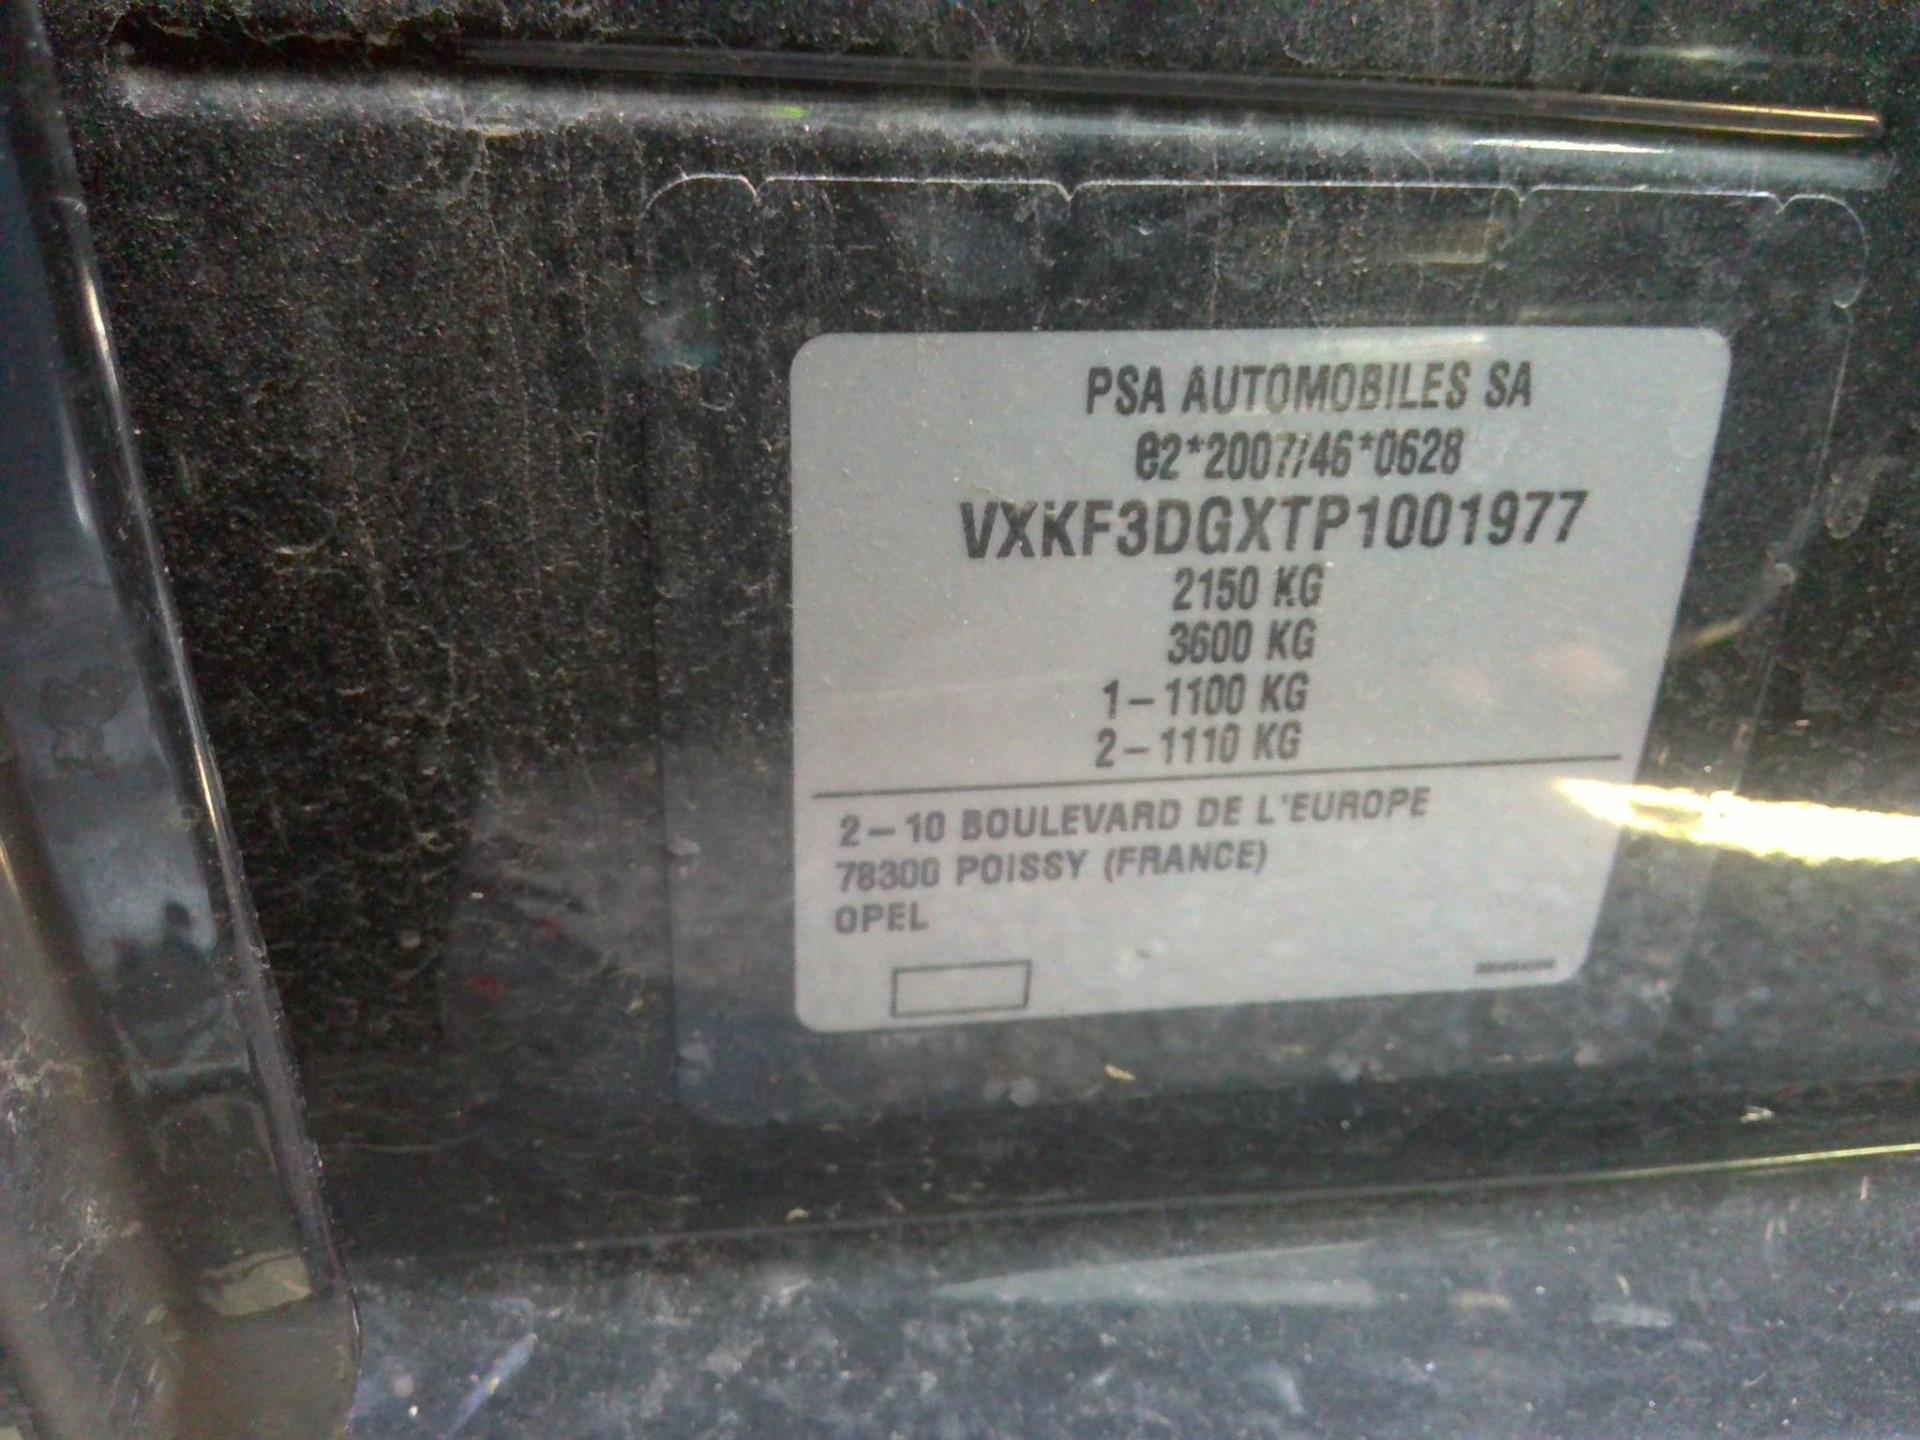 PSA AUTOMOBILES SA
e2*2007/46*0628
VXKF3DGXTP1001977
2150 KG
3600 KG
1-1100 KG
2-1110 KG
2-10 BOULEVARD DE L'EUROPE
78300 POISSY (FRANCE)
OPEL